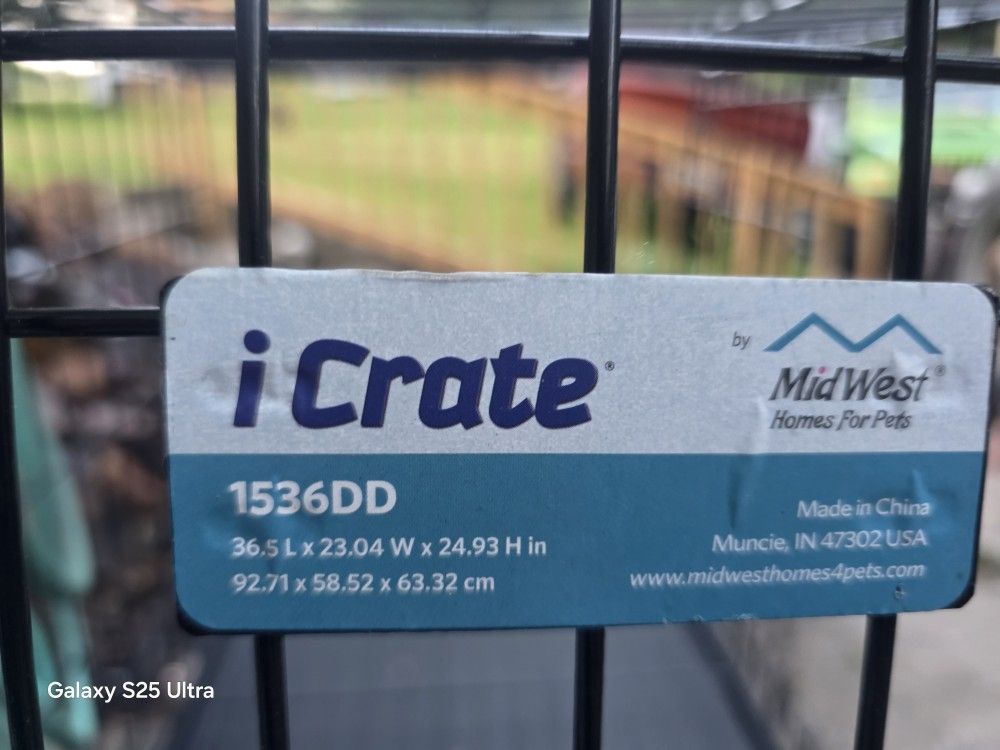 i Crate®
by
MidWest®
Homes For Pets
1536DD
36.5 L x 23.04 W x 24.93 H in
92.71 x 58.52 x 63.32 cm
Made in China
Muncie, IN 47302 USA
www.midwesthomes4pets.com
Galaxy S25 Ultra